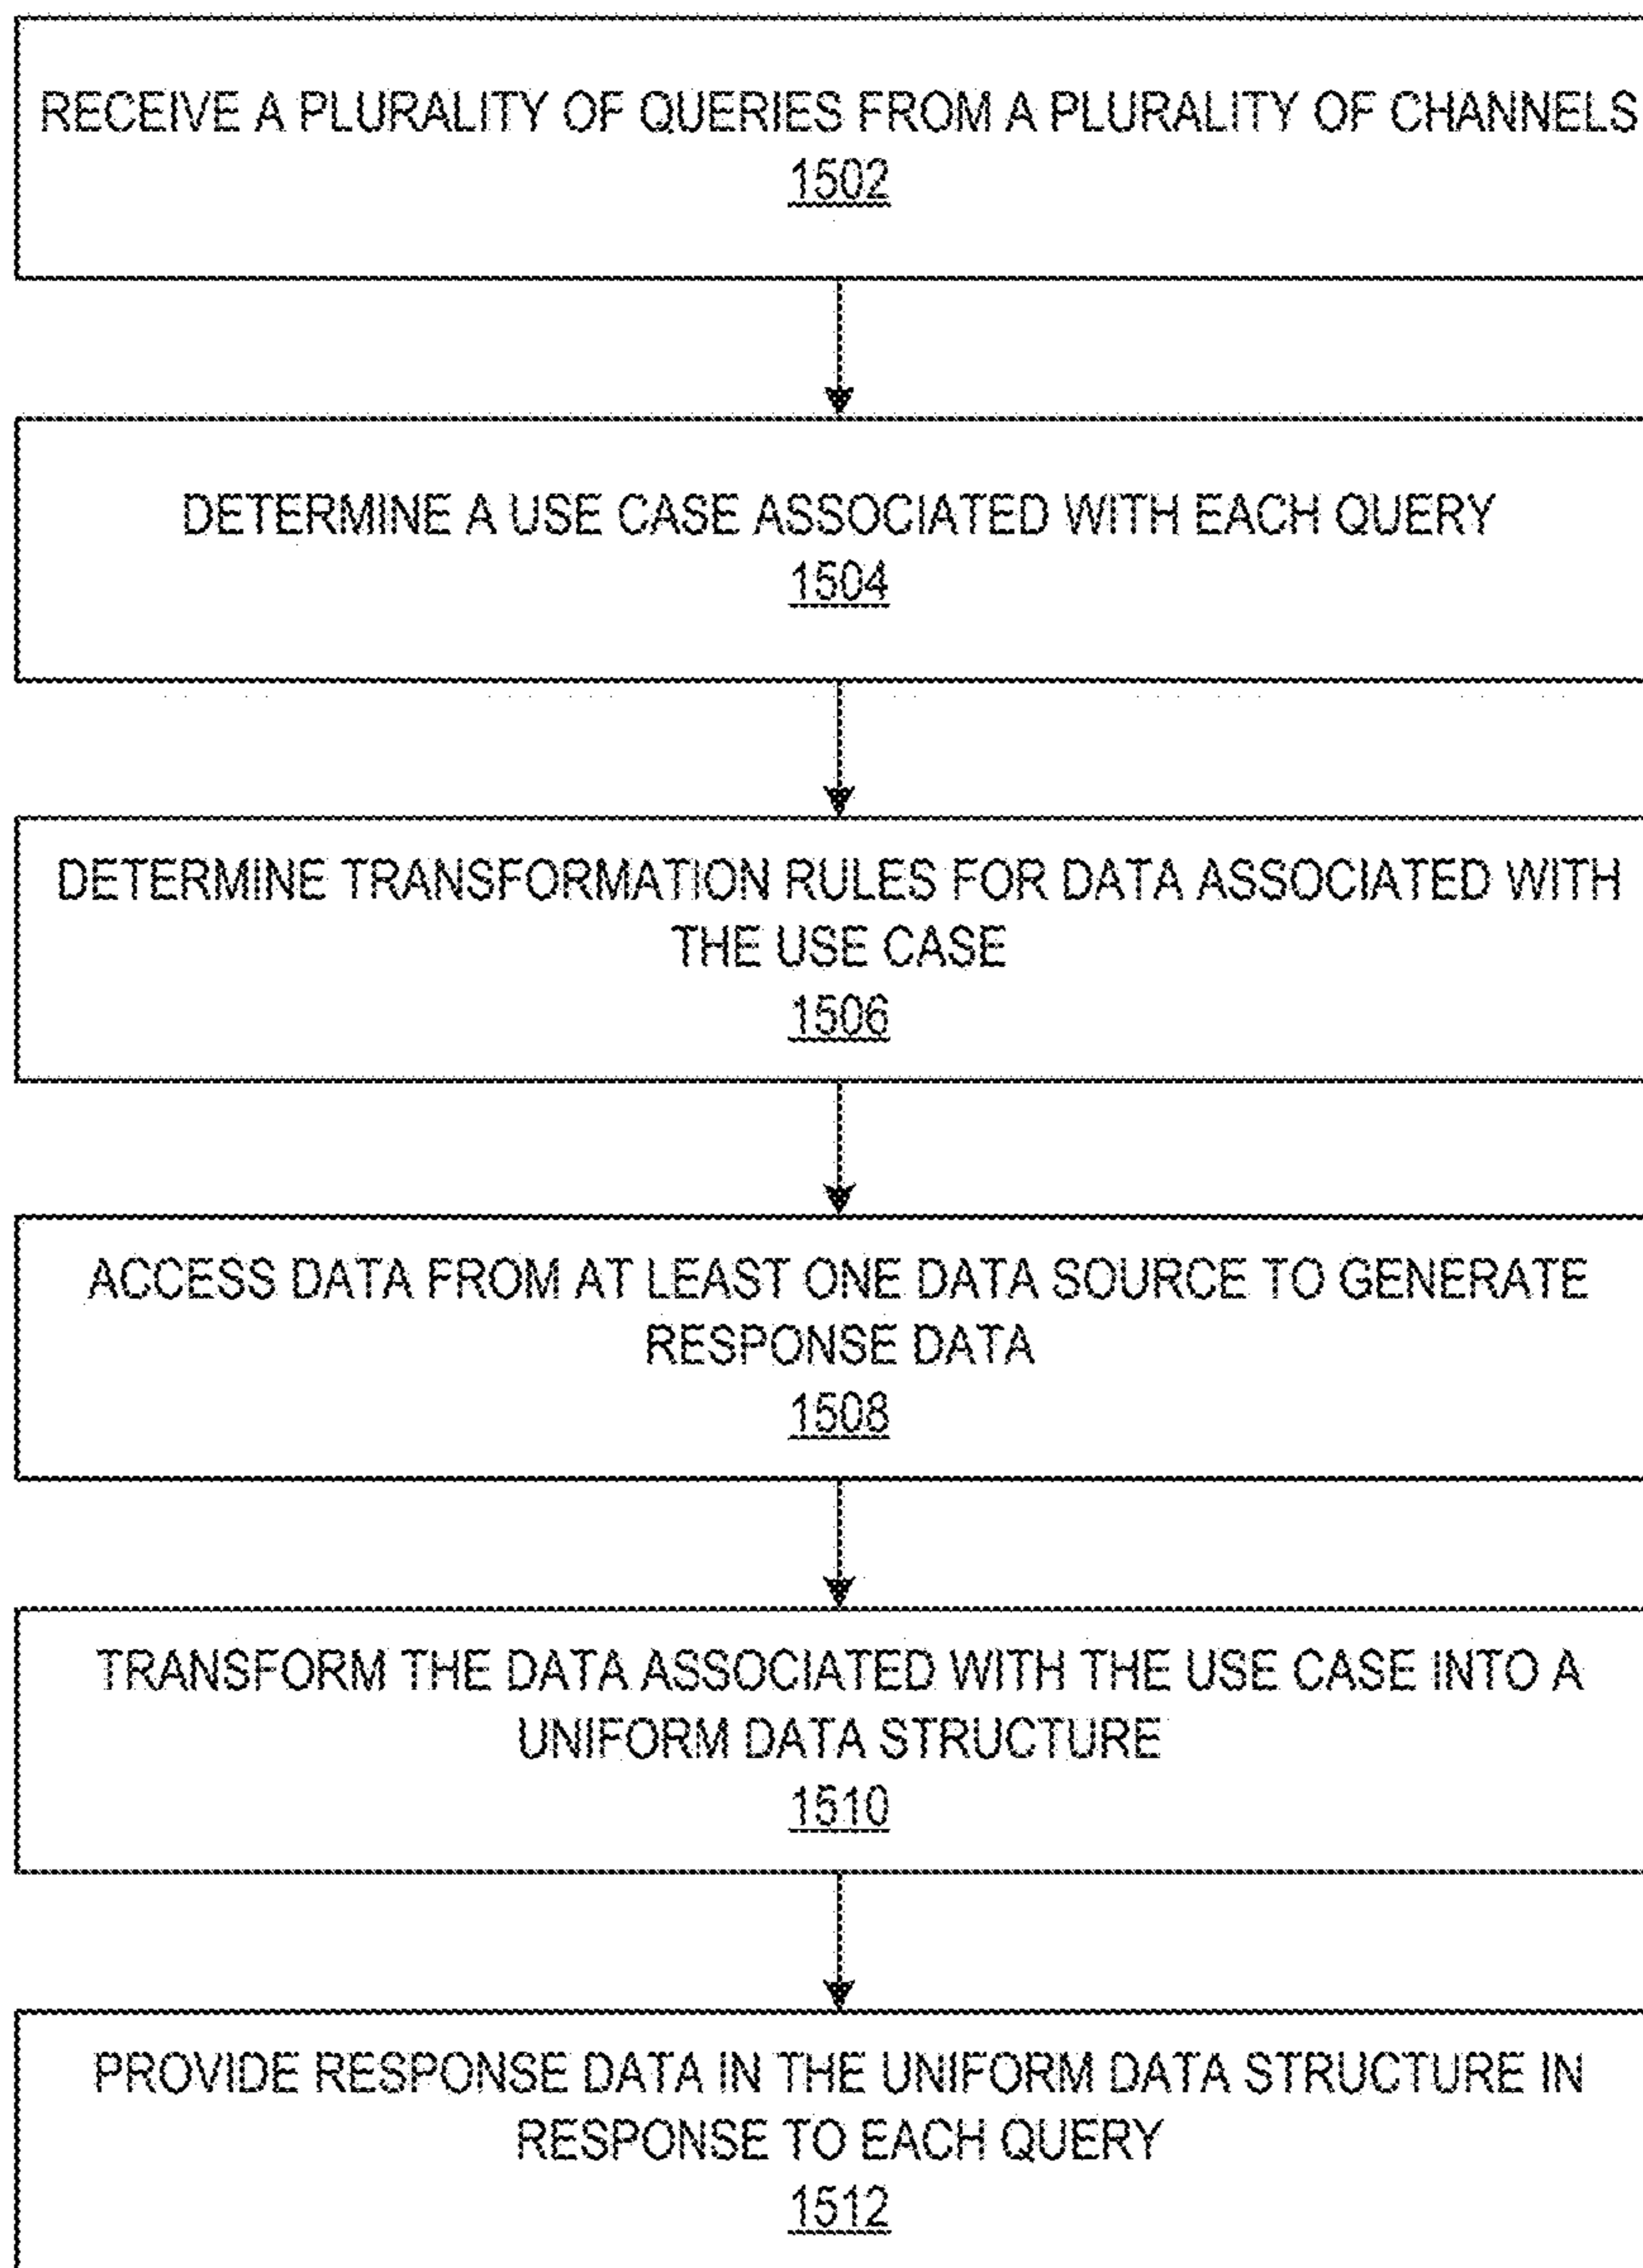 RECEIVE A PLURALITY OF QUERIES FROM A PLURALITY OF CHANNELS
1502
DETERMINE A USE CASE ASSOCIATED WITH EACH QUERY
1504
DETERMINE TRANSFORMATION RULES FOR DATA ASSOCIATED WITH
THE USE CASE
1506
ACCESS DATA FROM AT LEAST ONE DATA SOURCE TO GENERATE
RESPONSE DATA
1508
TRANSFORM THE DATA ASSOCIATED WITH THE USE CASE INTO A
UNIFORM DATA STRUCTURE
1510
PROVIDE RESPONSE DATA IN THE UNIFORM DATA STRUCTURE IN
RESPONSE TO EACH QUERY
1512